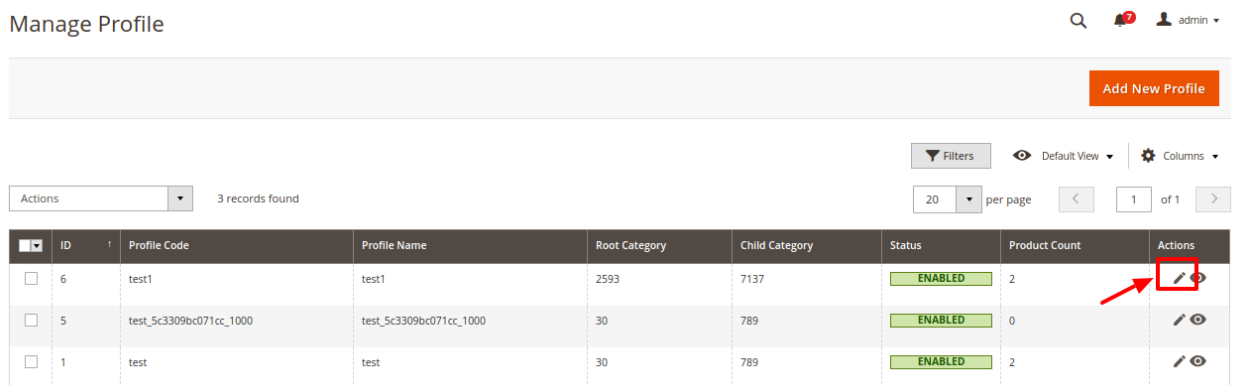 Manage Profile
7
admin
Add New Profile
Filters
Default View
Columns
Actions
3 records found
20
per page
1
of 1
ID ↑ Profile Code Profile Name Root Category Child Category Status Product Count Actions
6 test1 test1 2593 7137 ENABLED 2
5 test_5c3309bc071cc_1000 test_5c3309bc071cc_1000 30 789 ENABLED 0
1 test test 30 789 ENABLED 2